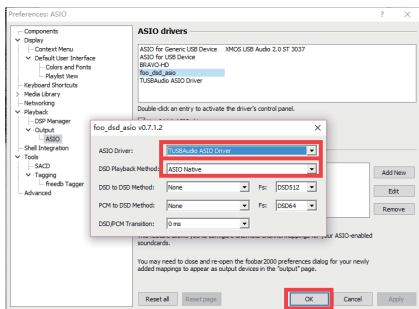 Preferences: ASIO
Components
Display
Context Menu
Default User Interface
Colors and Fonts
Playlist View
Keyboard Shortcuts
Media Library
Networking
Playback
DSP Manager
Output
ASIO
Shell Integration
Tools
SACD
Tagging
freedb Tagger
Advanced
ASIO drivers
ASIO for Generic USB Device XMOS USB Audio 2.0 ST 3037
ASIO for USB Device
BRAVO-HD
foo_dsd_asio
TUSBAudio ASIO Driver
Double-click an entry to activate the driver's control panel.
foo_dsd_asio v0.7.1.2
ASIO Driver: TUSBAudio ASIO Driver
DSD Playback Method: ASIO Native
DSD to DSD Method: None Fs: DSD512
PCM to DSD Method: None Fs: DSD64
DSD/PCM Transition: 0 ms
Add New
Edit
Remove
your ASIO-enabled
soundcards.
You may need to close and re-open the foobar2000 preferences dialog for your newly
added mappings to appear as output devices in the "output" page.
Reset all Reset page OK Cancel Apply